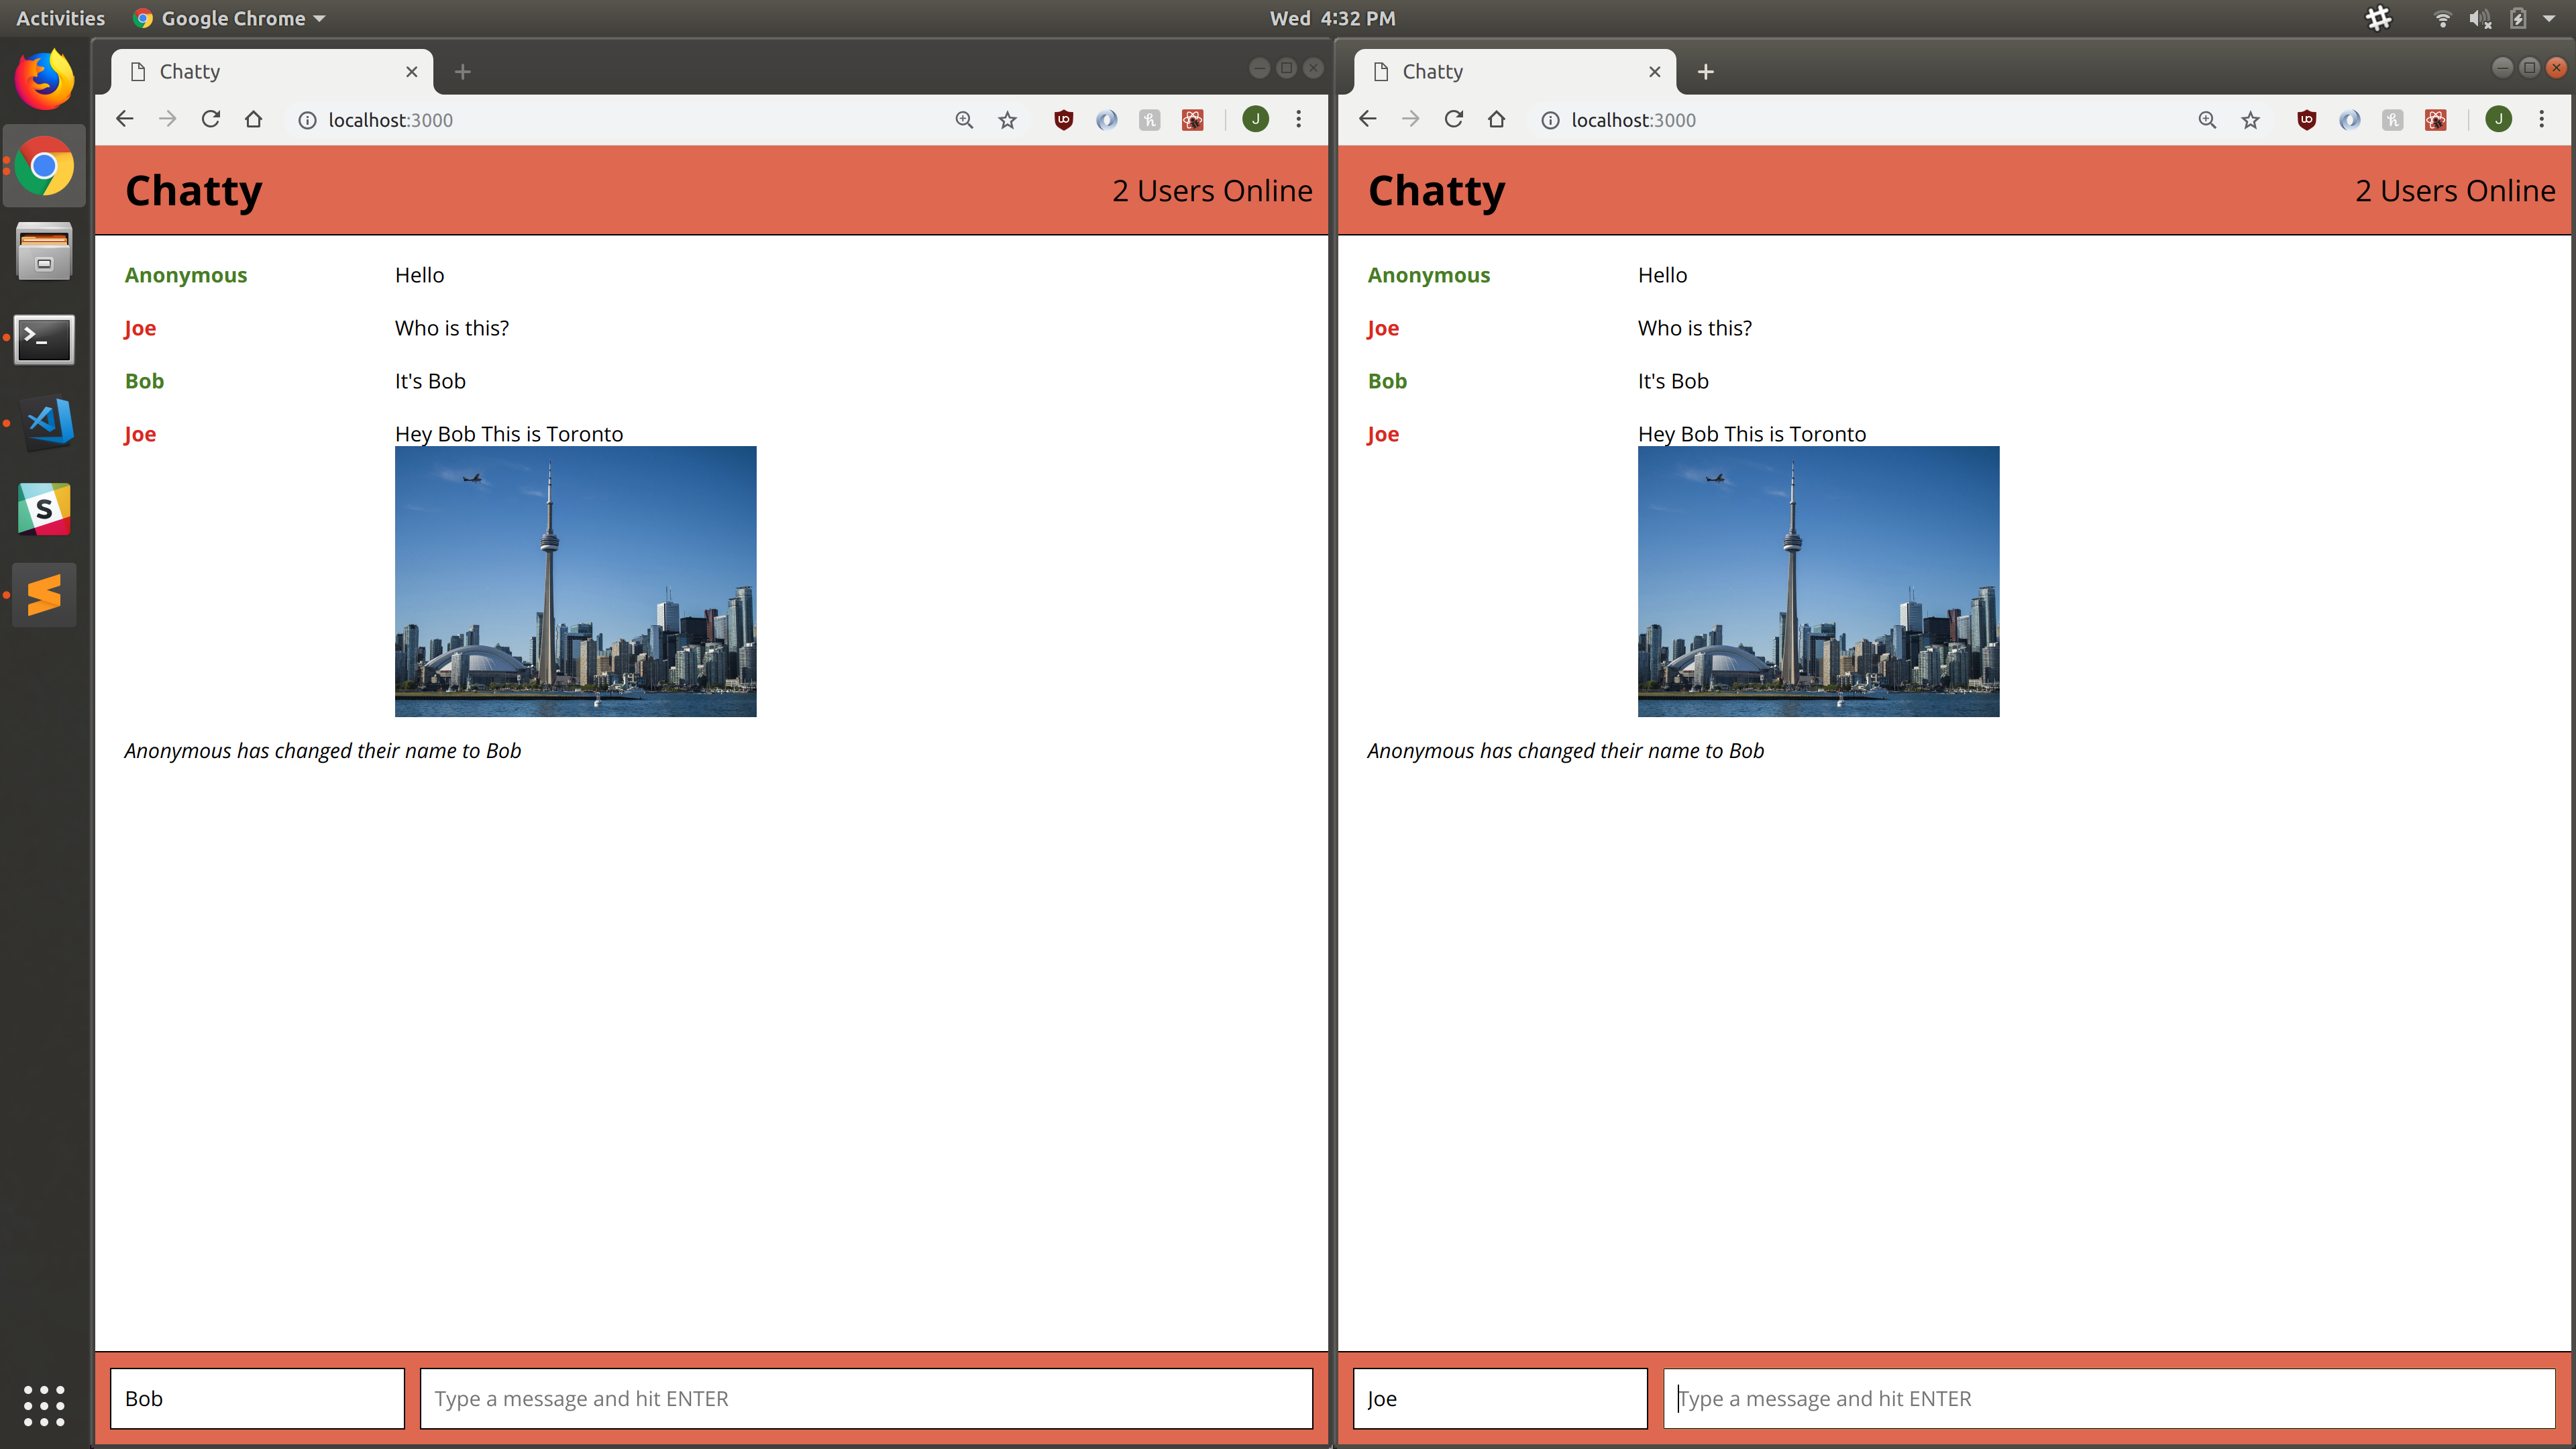 Activities
Google Chrome
Wed 4:32 PM
Chatty
localhost:3000
J
Chatty
2 Users Online
Anonymous Hello
Joe Who is this?
Bob It's Bob
Joe Hey Bob This is Toronto
Anonymous has changed their name to Bob
Bob
Type a message and hit ENTER
Chatty
localhost:3000
J
Chatty
2 Users Online
Anonymous Hello
Joe Who is this?
Bob It's Bob
Joe Hey Bob This is Toronto
Anonymous has changed their name to Bob
Joe
Type a message and hit ENTER